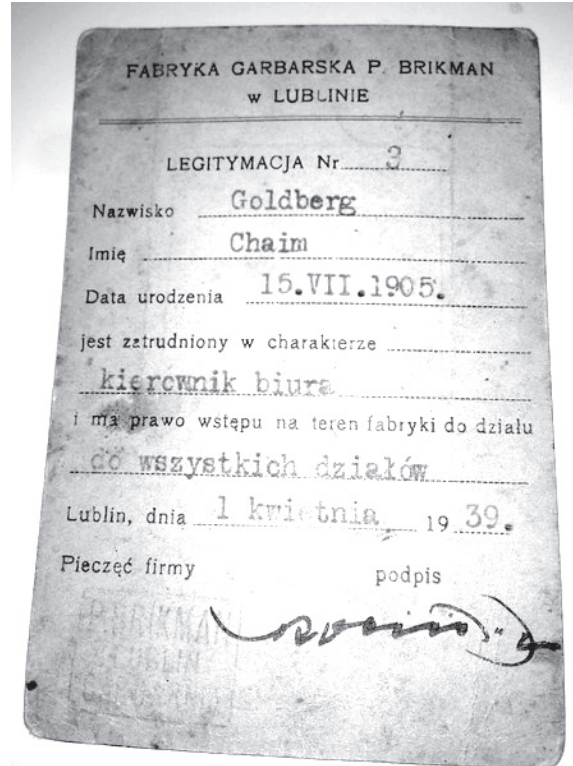 FABRYKA GARBARSKA P. BRIKMAN
w LUBLINIE
LEGITYMACJA Nr 3
Nazwisko Goldberg
Imię Chaim
Data urodzenia 15.VII.1905.
jest zatrudniony w charakterze
kierownik biura
i ma prawo wstępu na teren fabryki do działu
do wszystkich działów
Lublin, dnia 1 kwietnia 1939.
Pieczęć firmy podpis
P. BRIKMAN
LUBLIN